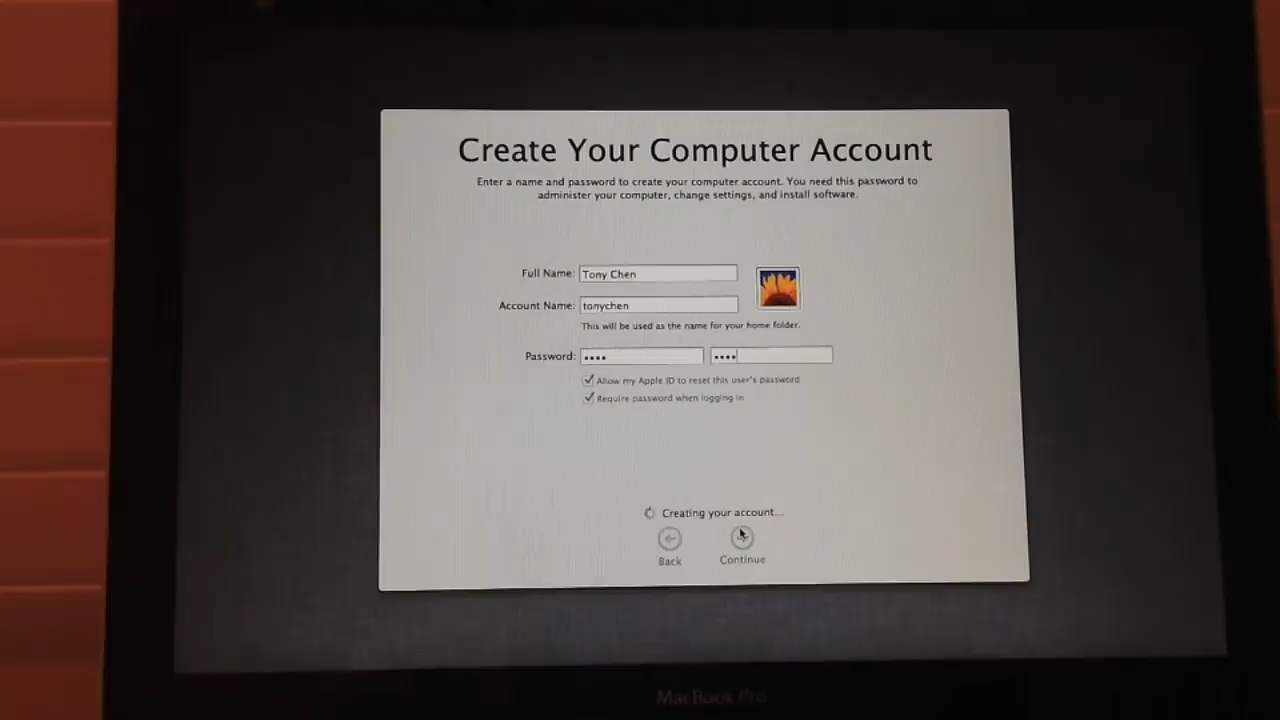 Create Your Computer Account
Enter a name and password to create your computer account. You need this password to
administer your computer, change settings, and install software.
Full Name: Tony Chen
Account Name: tonychen
This will be used as the name for your home folder.
Password: •••• ••••
Allow my Apple ID to reset this user's password
Require password when logging in
Creating your account...
Back Continue
MacBook Pro